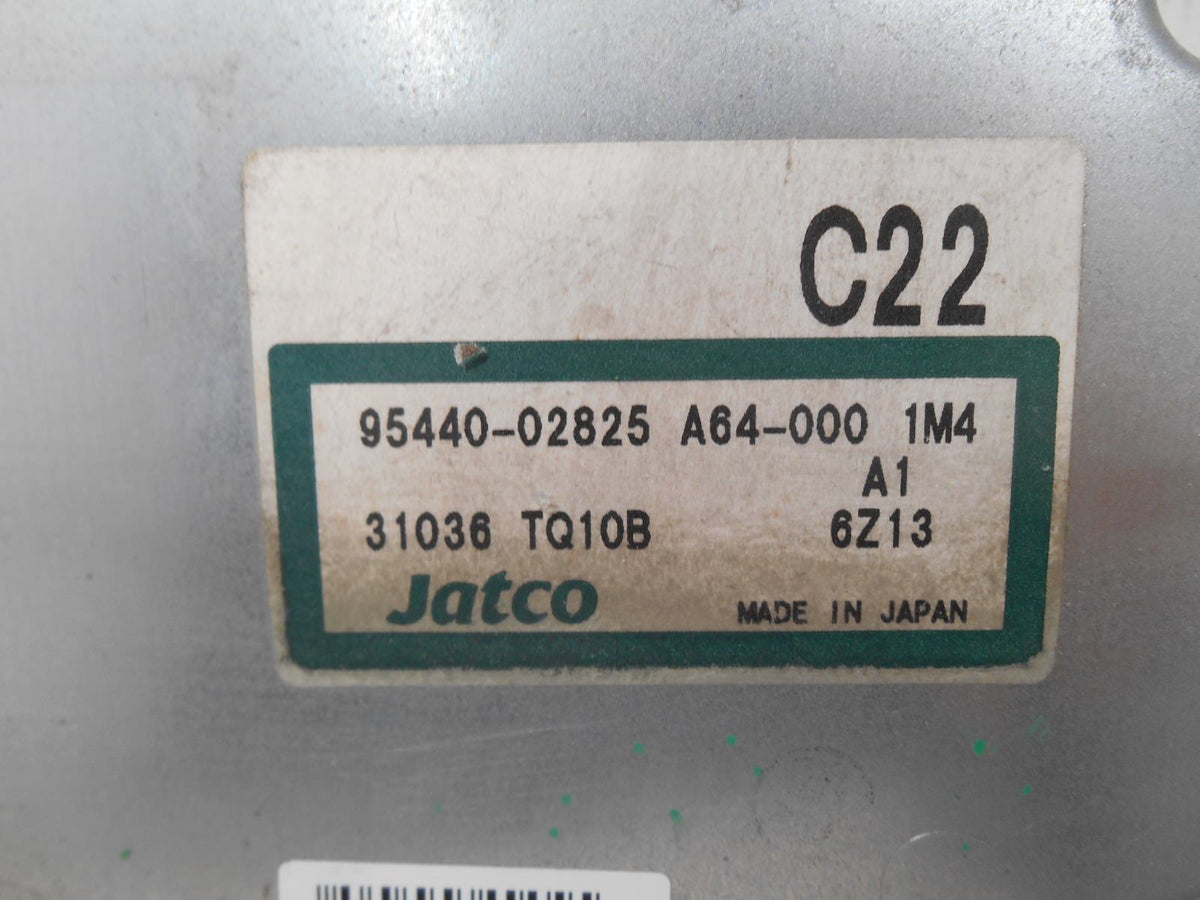 C22
95440-02825 A64-000 1M4
A1
31036 TQ10B 6Z13
Jatco MADE IN JAPAN